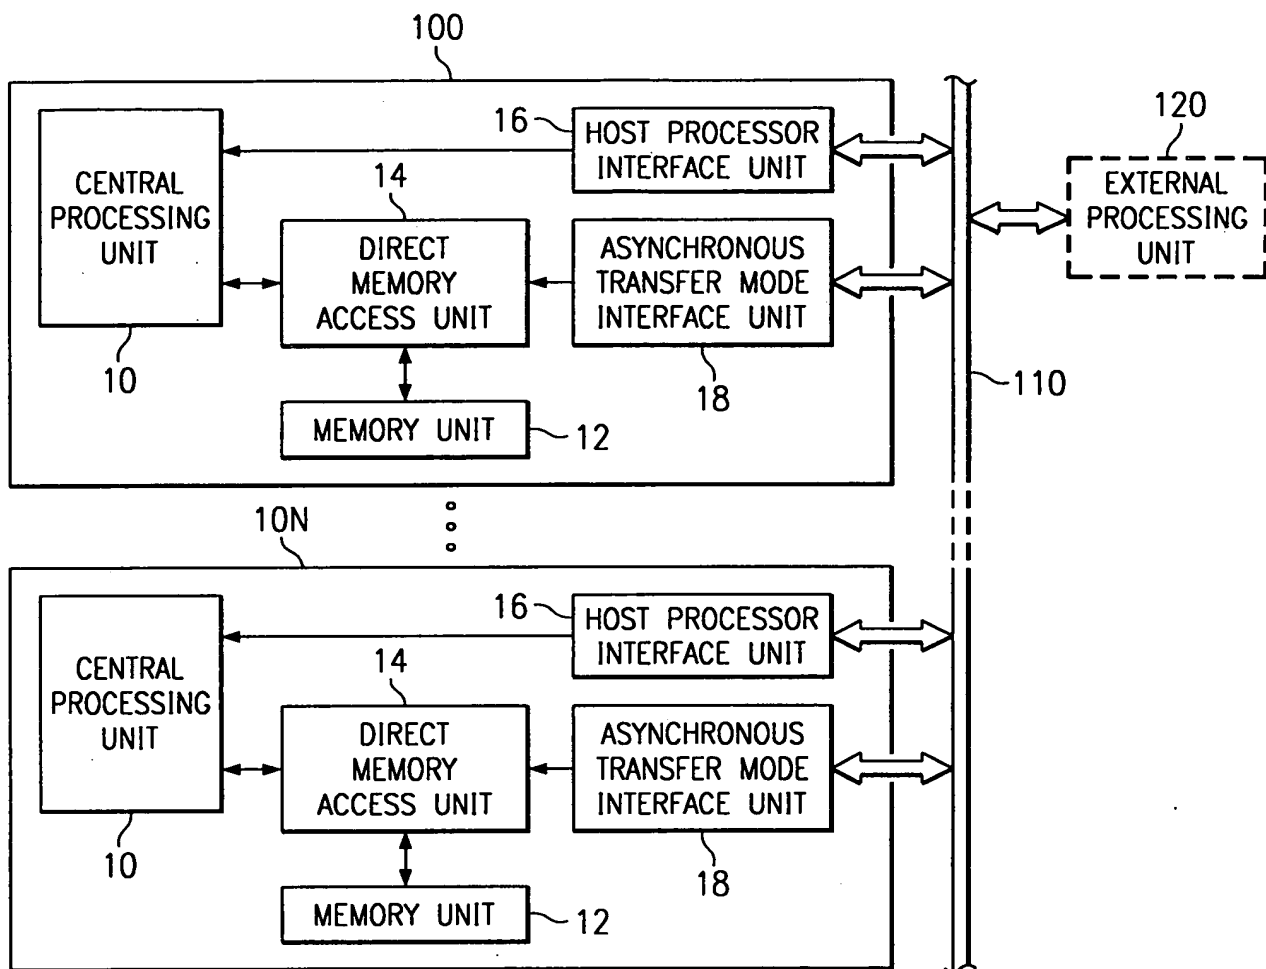 100
16
HOST PROCESSOR
INTERFACE UNIT
120
EXTERNAL
PROCESSING
UNIT
CENTRAL
PROCESSING
UNIT
14
DIRECT
MEMORY
ACCESS UNIT
ASYNCHRONOUS
TRANSFER MODE
INTERFACE UNIT
10
18
110
MEMORY UNIT
12
10N
16
HOST PROCESSOR
INTERFACE UNIT
CENTRAL
PROCESSING
UNIT
14
DIRECT
MEMORY
ACCESS UNIT
ASYNCHRONOUS
TRANSFER MODE
INTERFACE UNIT
10
18
MEMORY UNIT
12